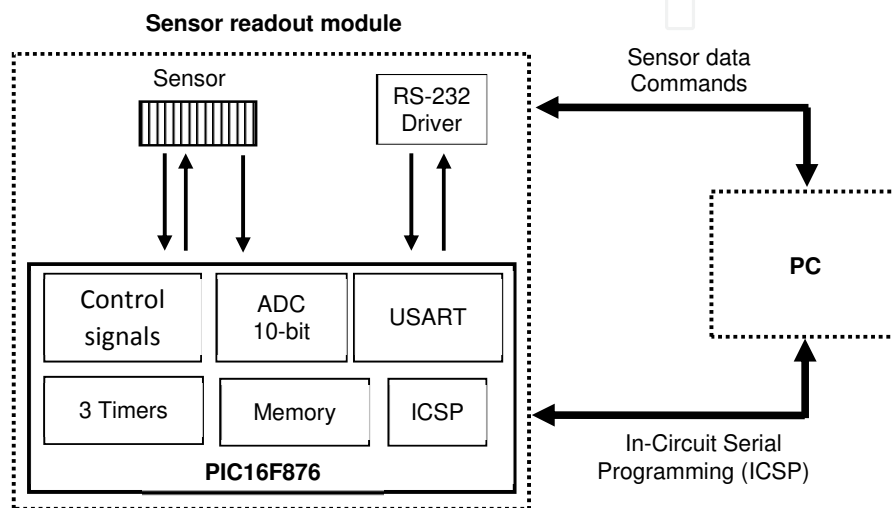 Sensor readout module
Sensor
RS-232
Driver
Control
signals
ADC
10-bit
USART
3 Timers
Memory
ICSP
PIC16F876
Sensor data
Commands
PC
In-Circuit Serial
Programming (ICSP)